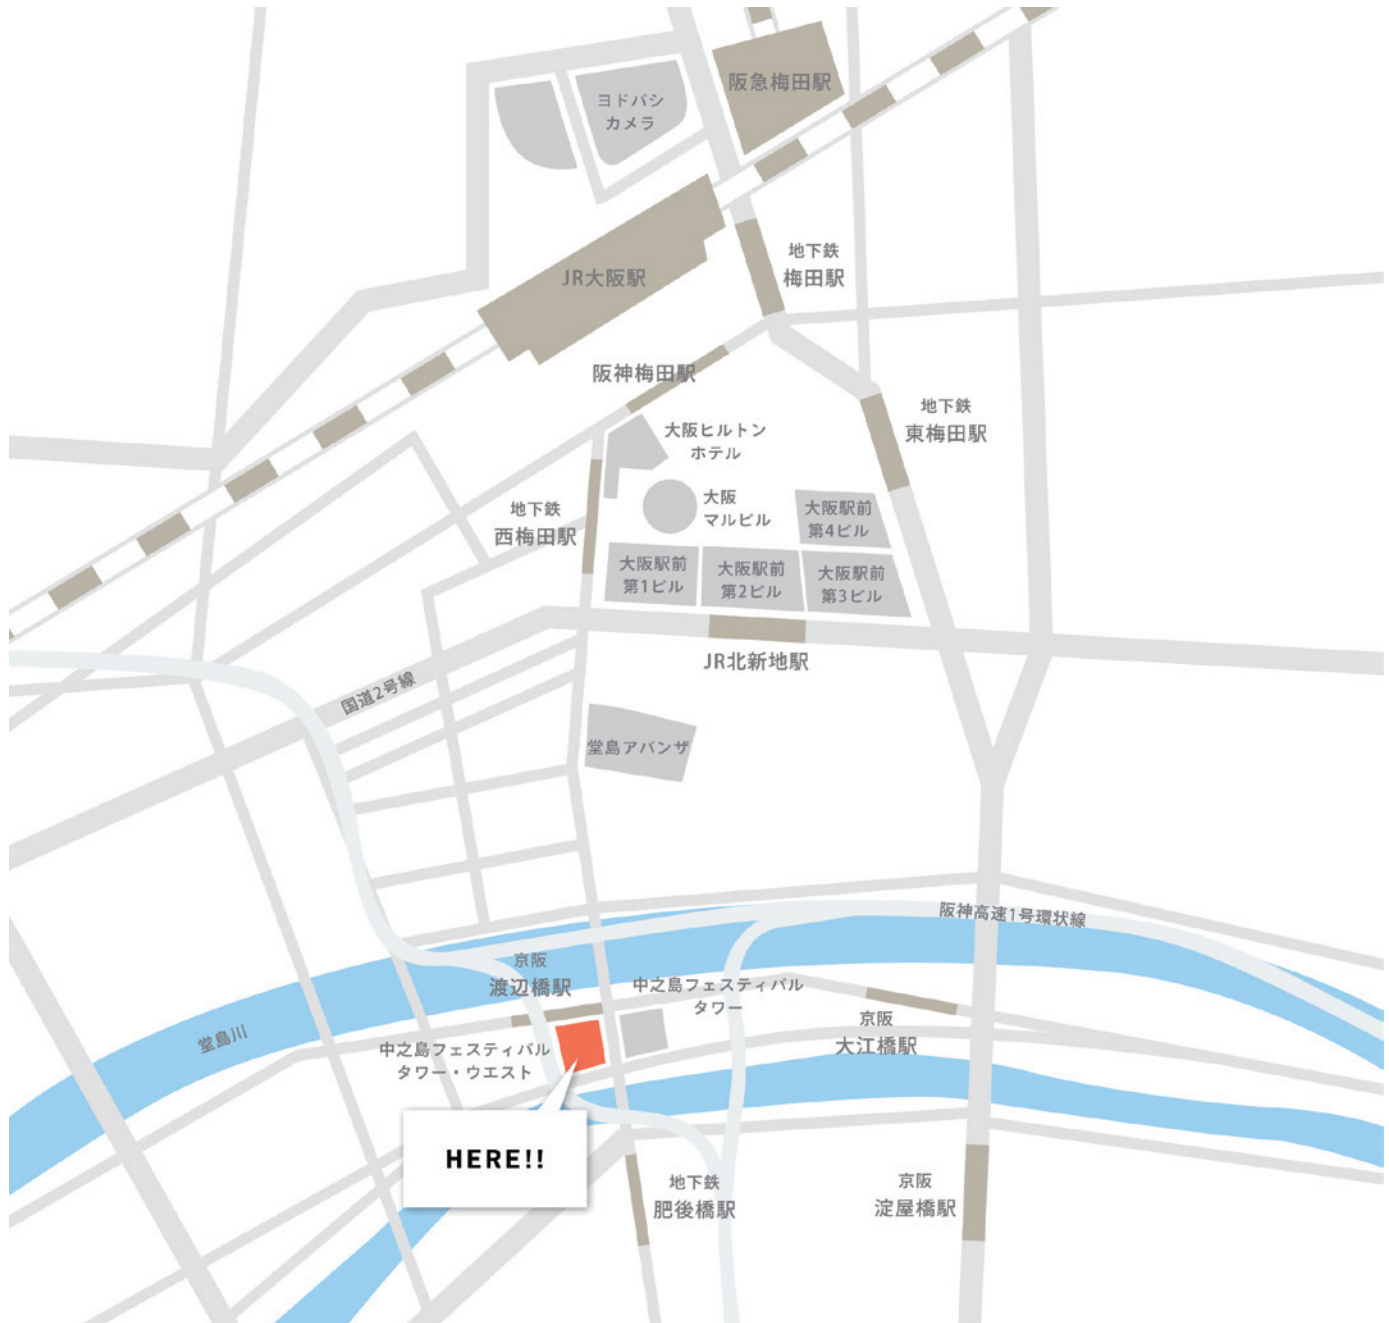 阪急梅田駅
ヨドバシ
カメラ
地下鉄
梅田駅
JR大阪駅
阪神梅田駅
地下鉄
東梅田駅
大阪ヒルトン
ホテル
大阪
マルビル
地下鉄
西梅田駅
大阪駅前
第4ビル
大阪駅前
第1ビル
大阪駅前
第2ビル
大阪駅前
第3ビル
JR北新地駅
国道2号線
堂島アバンザ
阪神高速1号環状線
京阪
渡辺橋駅
中之島フェスティバル
タワー
京阪
大江橋駅
堂島川
中之島フェスティバル
タワー・ウエスト
HERE!!
地下鉄
肥後橋駅
京阪
淀屋橋駅